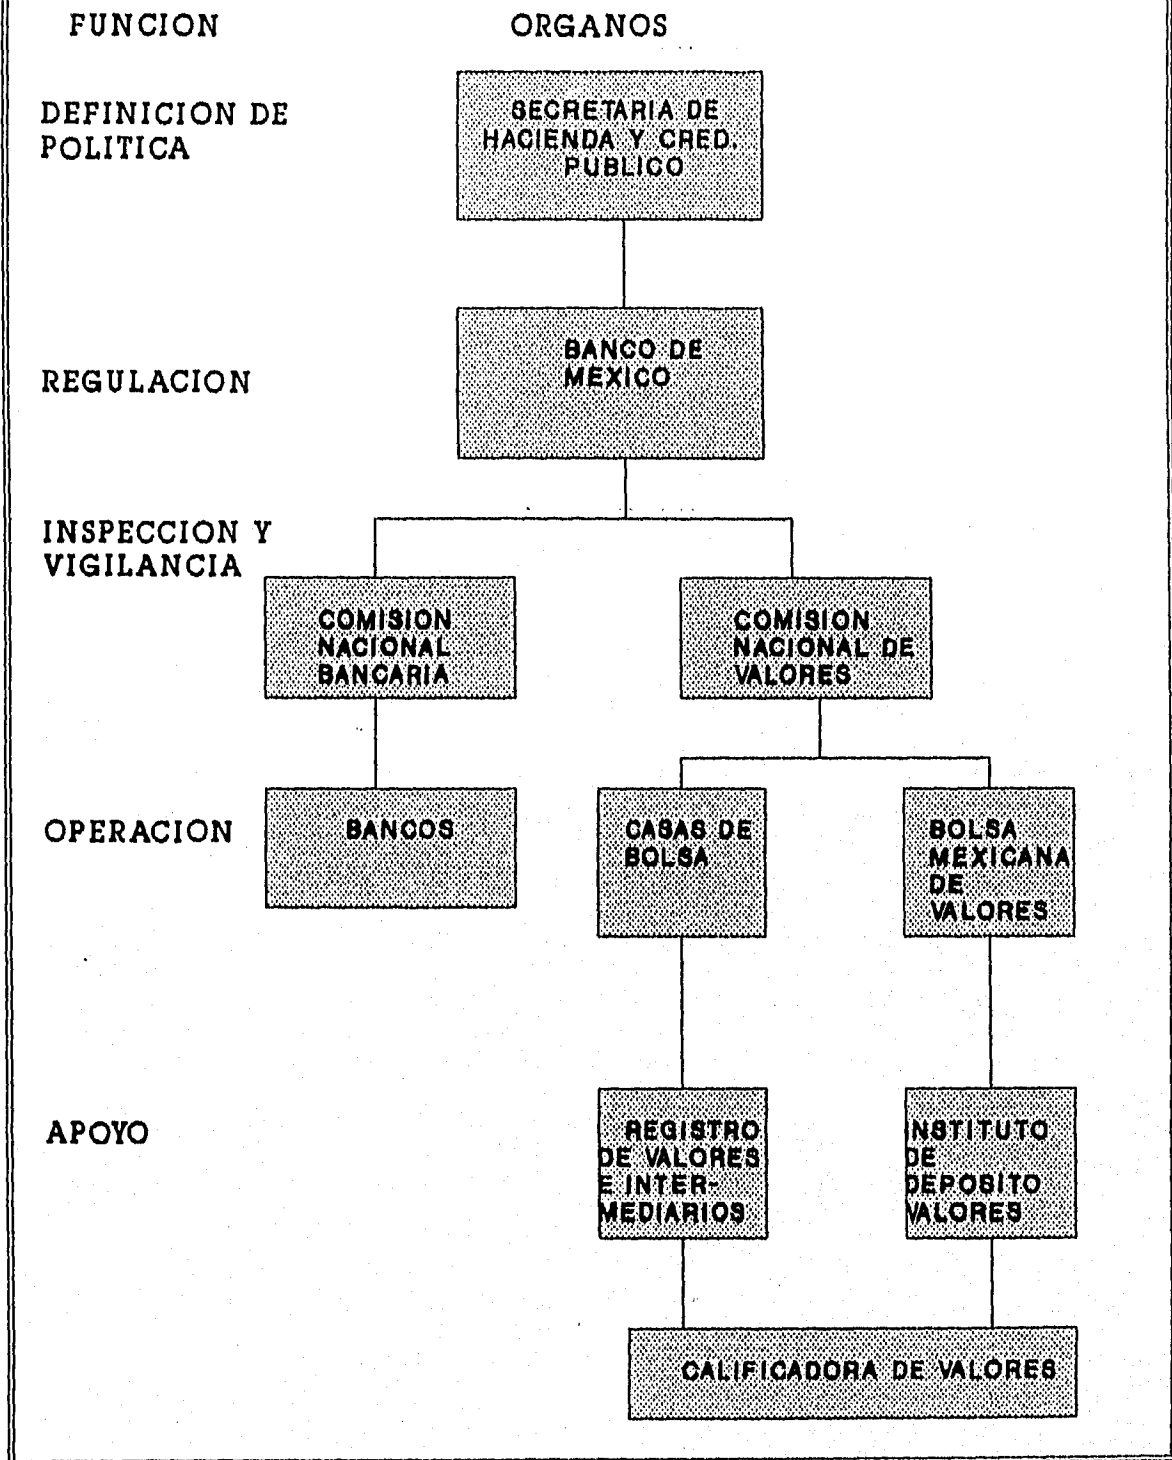 FUNCION
ORGANOS
DEFINICION DE
POLITICA
SECRETARIA DE
HACIENDA Y CRED.
PUBLICO
REGULACION
BANCO DE
MEXICO
INSPECCION Y
VIGILANCIA
COMISION
NACIONAL
BANCARIA
COMISION
NACIONAL DE
VALORES
OPERACION
BANCOS
CASAS DE
BOLSA
BOLSA
MEXICANA
DE
VALORES
APOYO
REGISTRO
DE VALORES
E INTER-
MEDIARIOS
INSTITUTO
DE
DEPOSITO
VALORES
CALIFICADORA DE VALORES